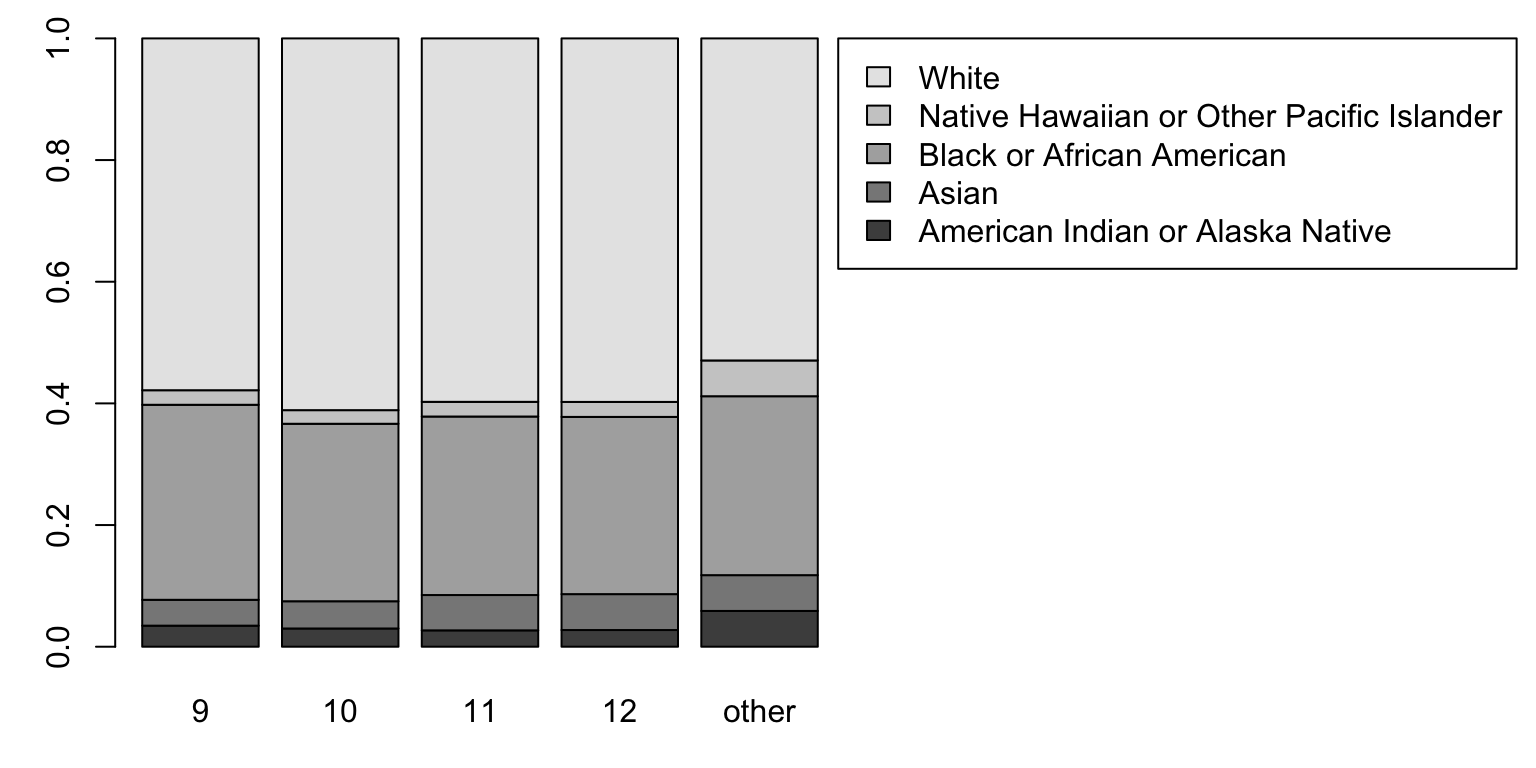 1.0
0.8
0.6
0.4
0.2
0.0
9 10 11 12 other
White
Native Hawaiian or Other Pacific Islander
Black or African American
Asian
American Indian or Alaska Native